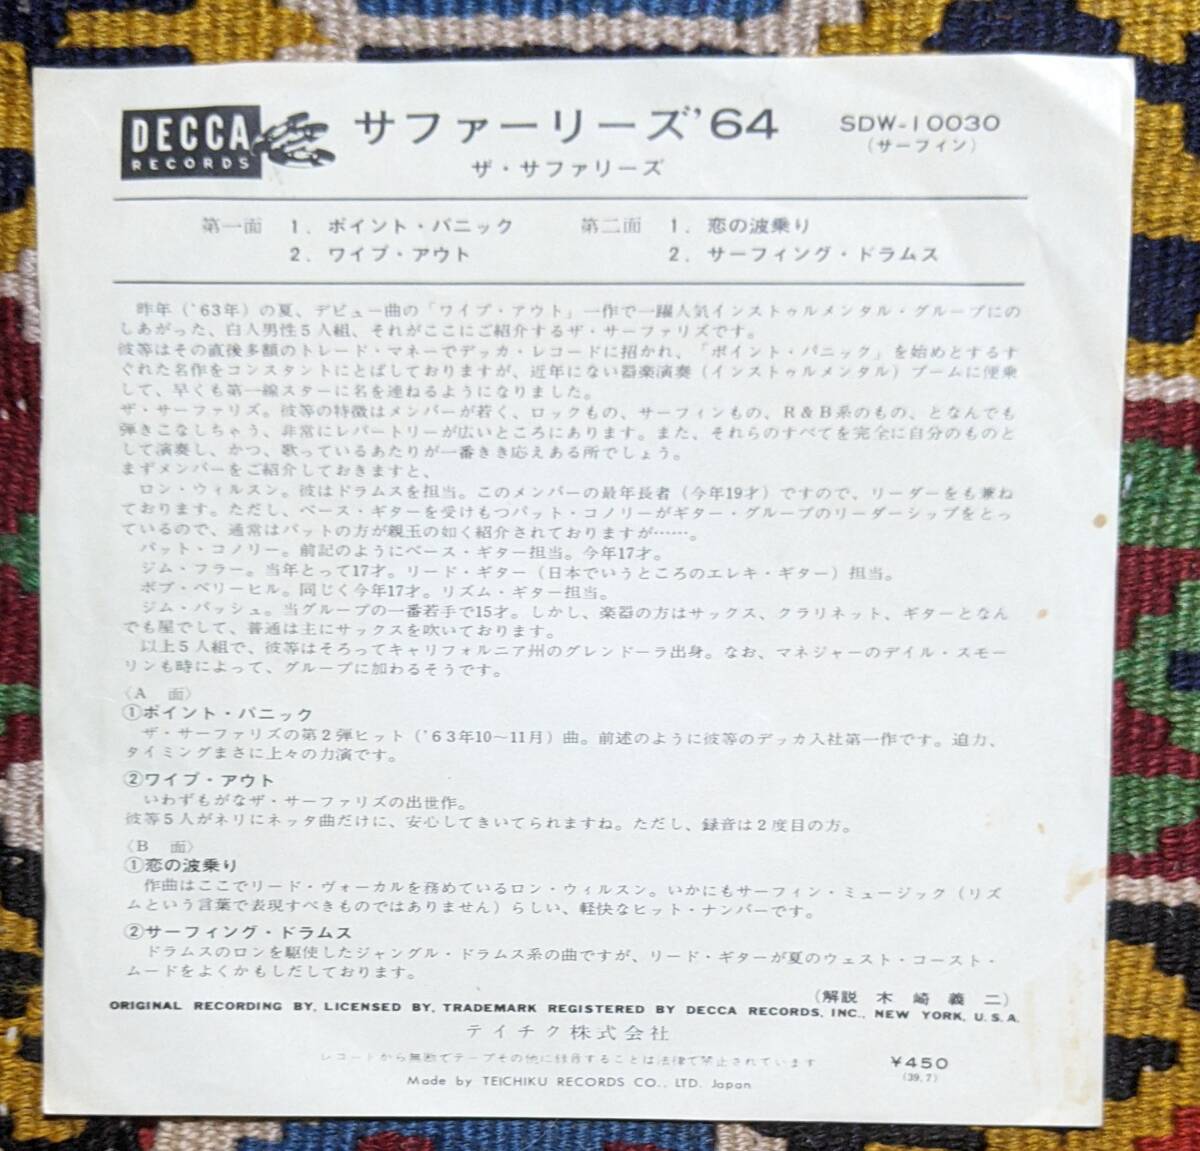 DECCA
RECORDS
サファーリーズ'64
SDW-10030
(サーフィン)
ザ・サファリーズ
第一面 1. ポイント・パニック
2. ワイプ・アウト
第二面 1. 恋の波乗り
2. サーフィング・ドラムス
昨年('63年)の夏、デビュー曲の「ワイプ・アウト」一作で一躍人気インストゥルメンタル・グループにの
しあがった、白人男性5人組、それがここにご紹介するザ・サーファリズです。
彼等はその直後多額のトレード・マネーでデッカ・レコードに招かれ、「ポイント・パニック」を始めとするす
ぐれた名作をコンスタントにとばしておりますが、近年にない器楽演奏(インストゥルメンタル)ブームに便乗
して、早くも第一線スターに名を連ねるようになりました。
ザ・サーファリズ。彼等の特徴はメンバーが若く、ロックもの、サーフィンもの、R&B系のもの、となんでも
弾きこなしちゃう、非常にレパートリーが広いところにあります。また、それらのすべてを完全に自分のものと
して演奏し、かつ、歌っているあたりが一番きき応えある所でしょう。
まずメンバーをご紹介しておきますと、
ロン・ウィルスン。彼はドラムスを担当。このメンバーの最年長者(今年19才)ですので、リーダーをも兼ね
ております。ただし、ベース・ギターを受けもつパット・コノリーがギター・グループのリーダーシップをとっ
ているので、通常はパットの方が親玉の如く紹介されておりますが……。
パット・コノリー。前記のようにベース・ギター担当。今年17才。
ジム・フラー。当年とって17才。リード・ギター(日本でいうところのエレキ・ギター)担当。
ボブ・ベリーヒル。同じく今年17才。リズム・ギター担当。
ジム・パッシュ。当グループの一番若手で15才。しかし、楽器の方はサックス、クラリネット、ギターとなん
でも屋でして、普通は主にサックスを吹いております。
以上5人組で、彼等はそろってキャリフォルニア州のグレンドーラ出身。なお、マネジャーのデイル・スモー
リンも時によって、グループに加わるそうです。
〈A 面〉
①ポイント・パニック
ザ・サーファリズの第2弾ヒット('63年10〜11月)曲。前述のように彼等のデッカ入社第一作です。迫力、
タイミングまさに上々の力演です。
②ワイプ・アウト
いわずもがなザ・サーファリズの出世作。
彼等5人がネリにネッタ曲だけに、安心してきいてられますね。ただし、録音は2度目の方。
〈B 面〉
①恋の波乗り
作曲はここでリード・ヴォーカルを務めているロン・ウィルスン。いかにもサーフィン・ミュージック(リズ
ムという言葉で表現すべきものではありません)らしい、軽快なヒット・ナンバーです。
②サーフィング・ドラムス
ドラムスのロンを駆使したジャングル・ドラムス系の曲ですが、リード・ギターが夏のウェスト・コースト・
ムードをよくかもしだしております。
(解説 木崎義二)
ORIGINAL RECORDING BY, LICENSED BY, TRADEMARK REGISTERED BY DECCA RECORDS, INC., NEW YORK, U.S.A.
テイチク株式会社
レコードから無断でテープその他に録音することは法律で禁止されています
¥450
(39.7)
Made by TEICHIKU RECORDS CO., LTD. Japan